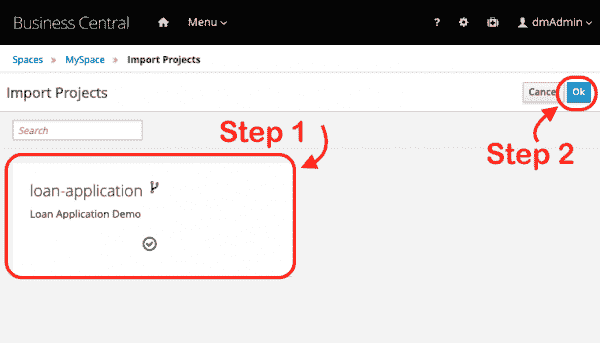 Business Central Menu ? dmAdmin
Spaces » MySpace » Import Projects
Import Projects Cance Ok
Search
Step 1
Step 2
loan-application
Loan Application Demo